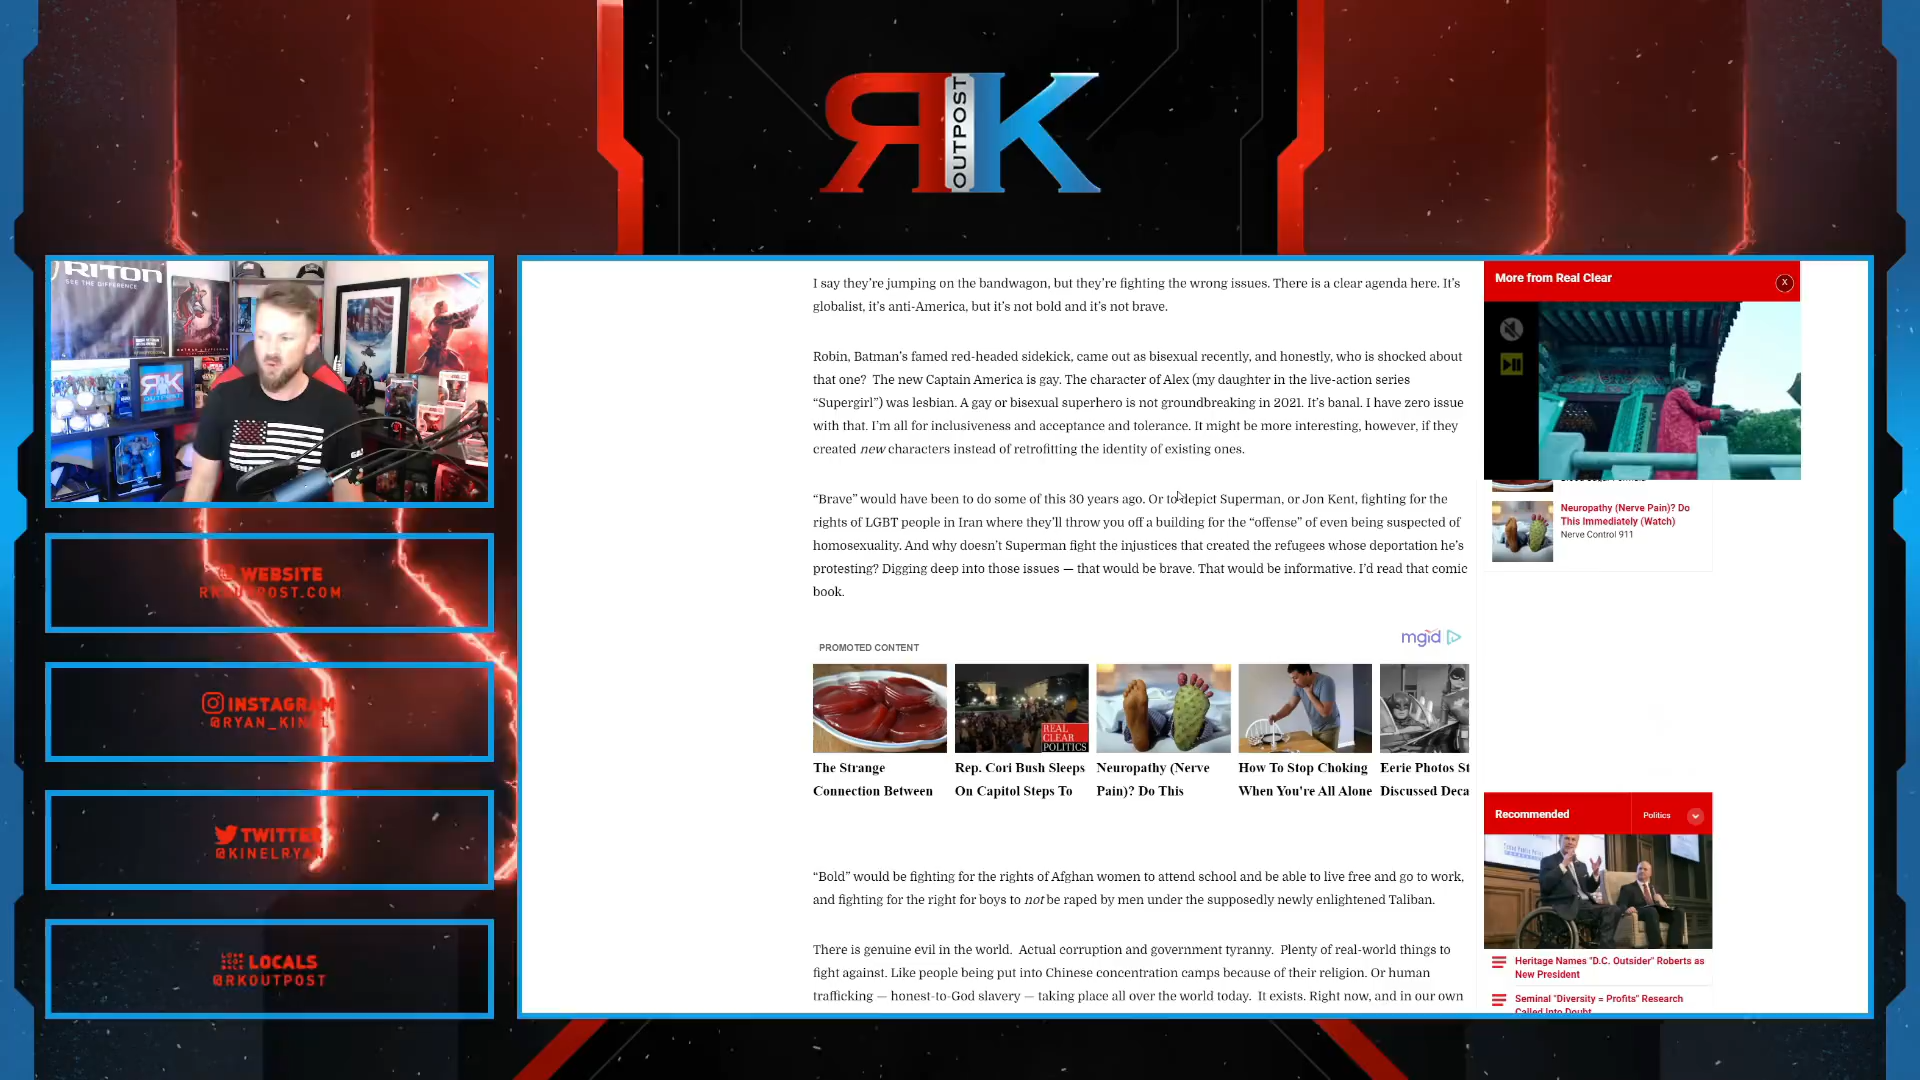 RK
OUTPOST
RITON
SEE THE DIFFERENCE
RK
OUTPOST
WEBSITE
RKOUTPOST.COM
INSTAGRAM
@RYAN_KINEL
TWITTER
@KINELRYAN
LOCALS
@RKOUTPOST
I say they’re jumping on the bandwagon, but they’re fighting the wrong issues. There is a clear agenda here. It’s
globalist, it’s anti-America, but it’s not bold and it’s not brave.
Robin, Batman’s famed red-headed sidekick, came out as bisexual recently, and honestly, who is shocked about
that one?  The new Captain America is gay. The character of Alex (my daughter in the live-action series
“Supergirl”) was lesbian. A gay or bisexual superhero is not groundbreaking in 2021. It’s banal. I have zero issue
with that. I’m all for inclusiveness and acceptance and tolerance. It might be more interesting, however, if they
created new characters instead of retrofitting the identity of existing ones.
“Brave” would have been to do some of this 30 years ago. Or to depict Superman, or Jon Kent, fighting for the
rights of LGBT people in Iran where they’ll throw you off a building for the “offense” of even being suspected of
homosexuality. And why doesn’t Superman fight the injustices that created the refugees whose deportation he’s
protesting? Digging deep into those issues — that would be brave. That would be informative. I’d read that comic
book.
PROMOTED CONTENT
mgid
REAL
CLEAR
POLITICS
The Strange
Connection Between
Rep. Cori Bush Sleeps
On Capitol Steps To
Neuropathy (Nerve
Pain)? Do This
How To Stop Choking
When You're All Alone
Eerie Photos St
Discussed Deca
“Bold” would be fighting for the rights of Afghan women to attend school and be able to live free and go to work,
and fighting for the right for boys to not be raped by men under the supposedly newly enlightened Taliban.
There is genuine evil in the world.  Actual corruption and government tyranny.  Plenty of real-world things to
fight against. Like people being put into Chinese concentration camps because of their religion. Or human
trafficking — honest-to-God slavery — taking place all over the world today.  It exists. Right now, and in our own
More from Real Clear
X
Neuropathy (Nerve Pain)? Do
This Immediately (Watch)
Nerve Control 911
Recommended
Politics
Heritage Names "D.C. Outsider" Roberts as
New President
Seminal "Diversity = Profits" Research
Called Into Doubt